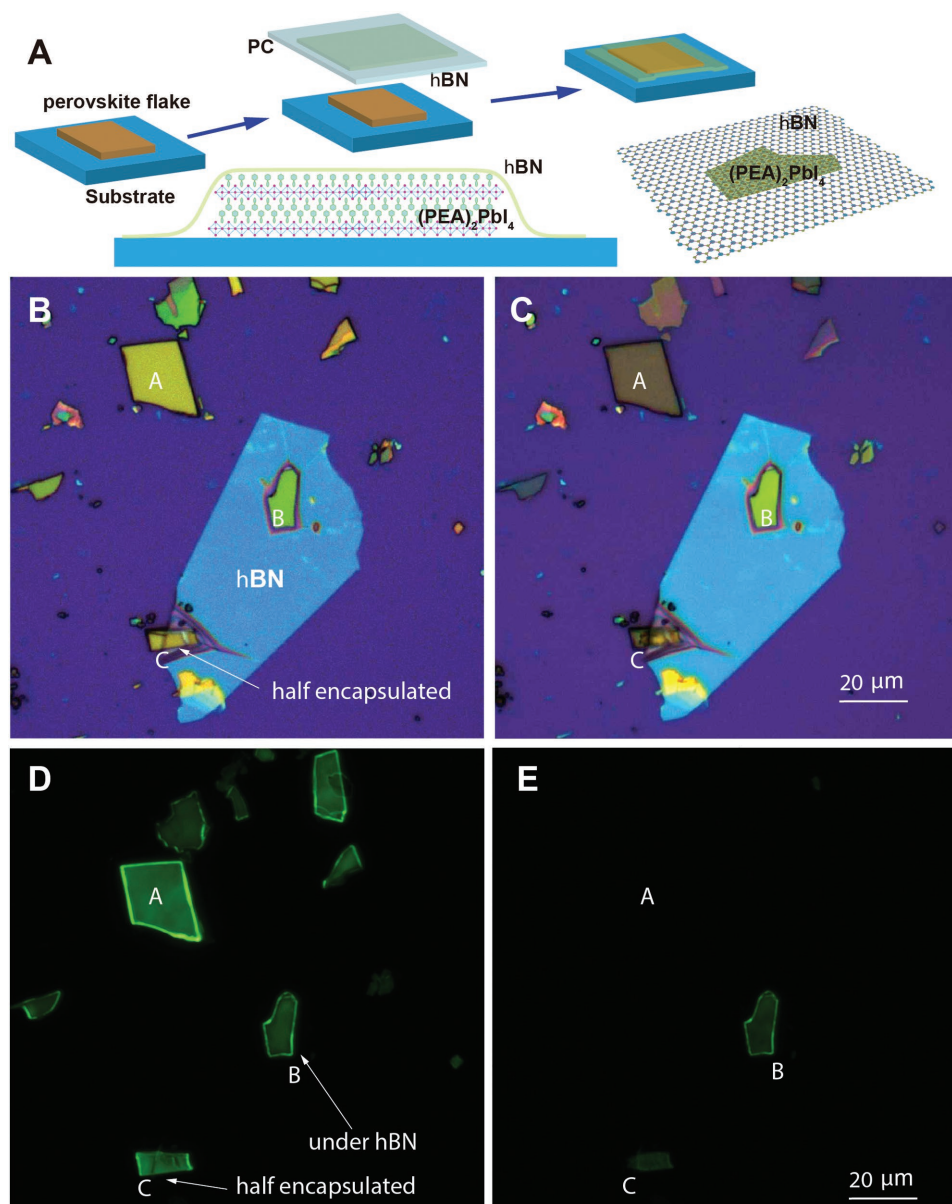 A
PC
hBN
perovskite flake
Substrate
hBN
(PEA)₂PbI₄
hBN
(PEA)₂PbI₄
B
A
B
hBN
C
half encapsulated
C
A
B
C
20 µm
D
A
B
under hBN
C
half encapsulated
E
A
B
C
20 µm